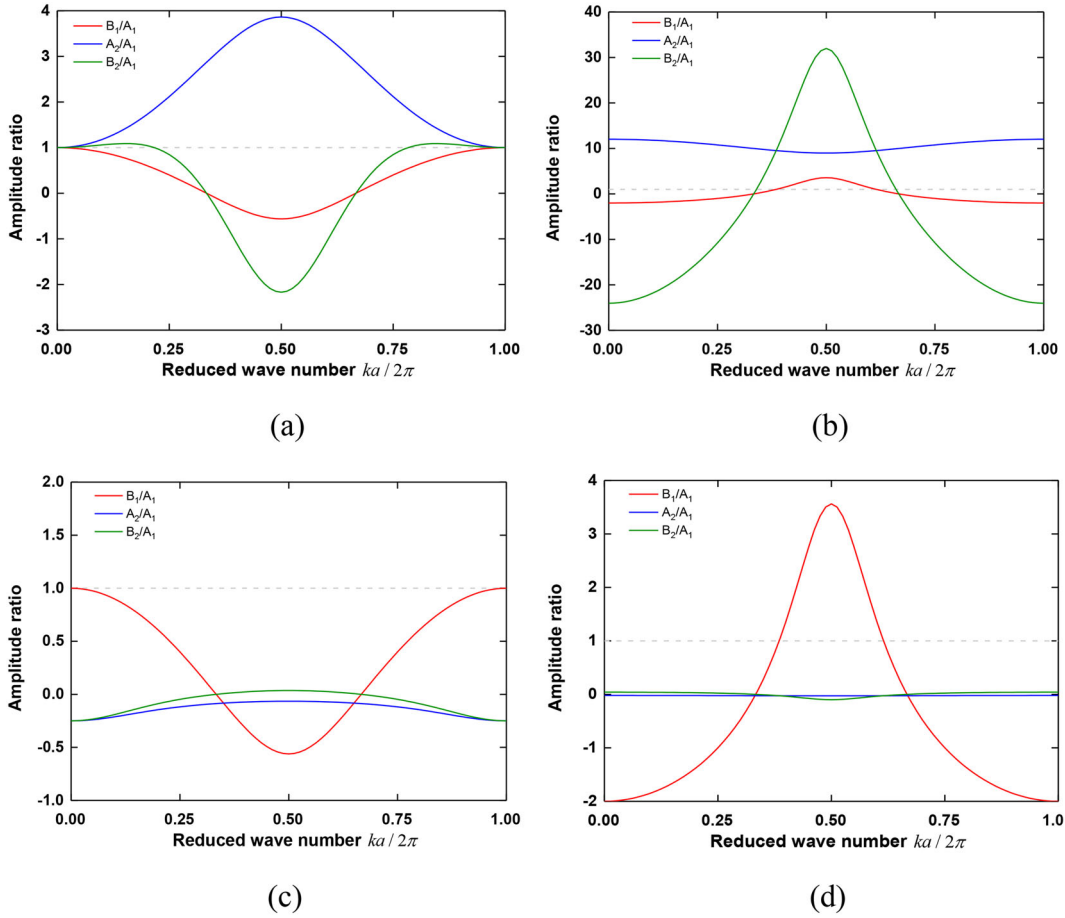 B₁/A₁
A₂/A₁
B₂/A₁
4
3
2
1
0
-1
-2
-3
Amplitude ratio
0.00 0.25 0.50 0.75 1.00
Reduced wave number ka / 2π
(a)
B₁/A₁
A₂/A₁
B₂/A₁
40
30
20
10
0
-10
-20
-30
Amplitude ratio
0.00 0.25 0.50 0.75 1.00
Reduced wave number ka / 2π
(b)
B₁/A₁
A₂/A₁
B₂/A₁
2.0
1.5
1.0
0.5
0.0
-0.5
-1.0
Amplitude ratio
0.00 0.25 0.50 0.75 1.00
Reduced wave number ka / 2π
(c)
B₁/A₁
A₂/A₁
B₂/A₁
4
3
2
1
0
-1
-2
Amplitude ratio
0.00 0.25 0.50 0.75 1.0
Reduced wave number ka / 2π
(d)